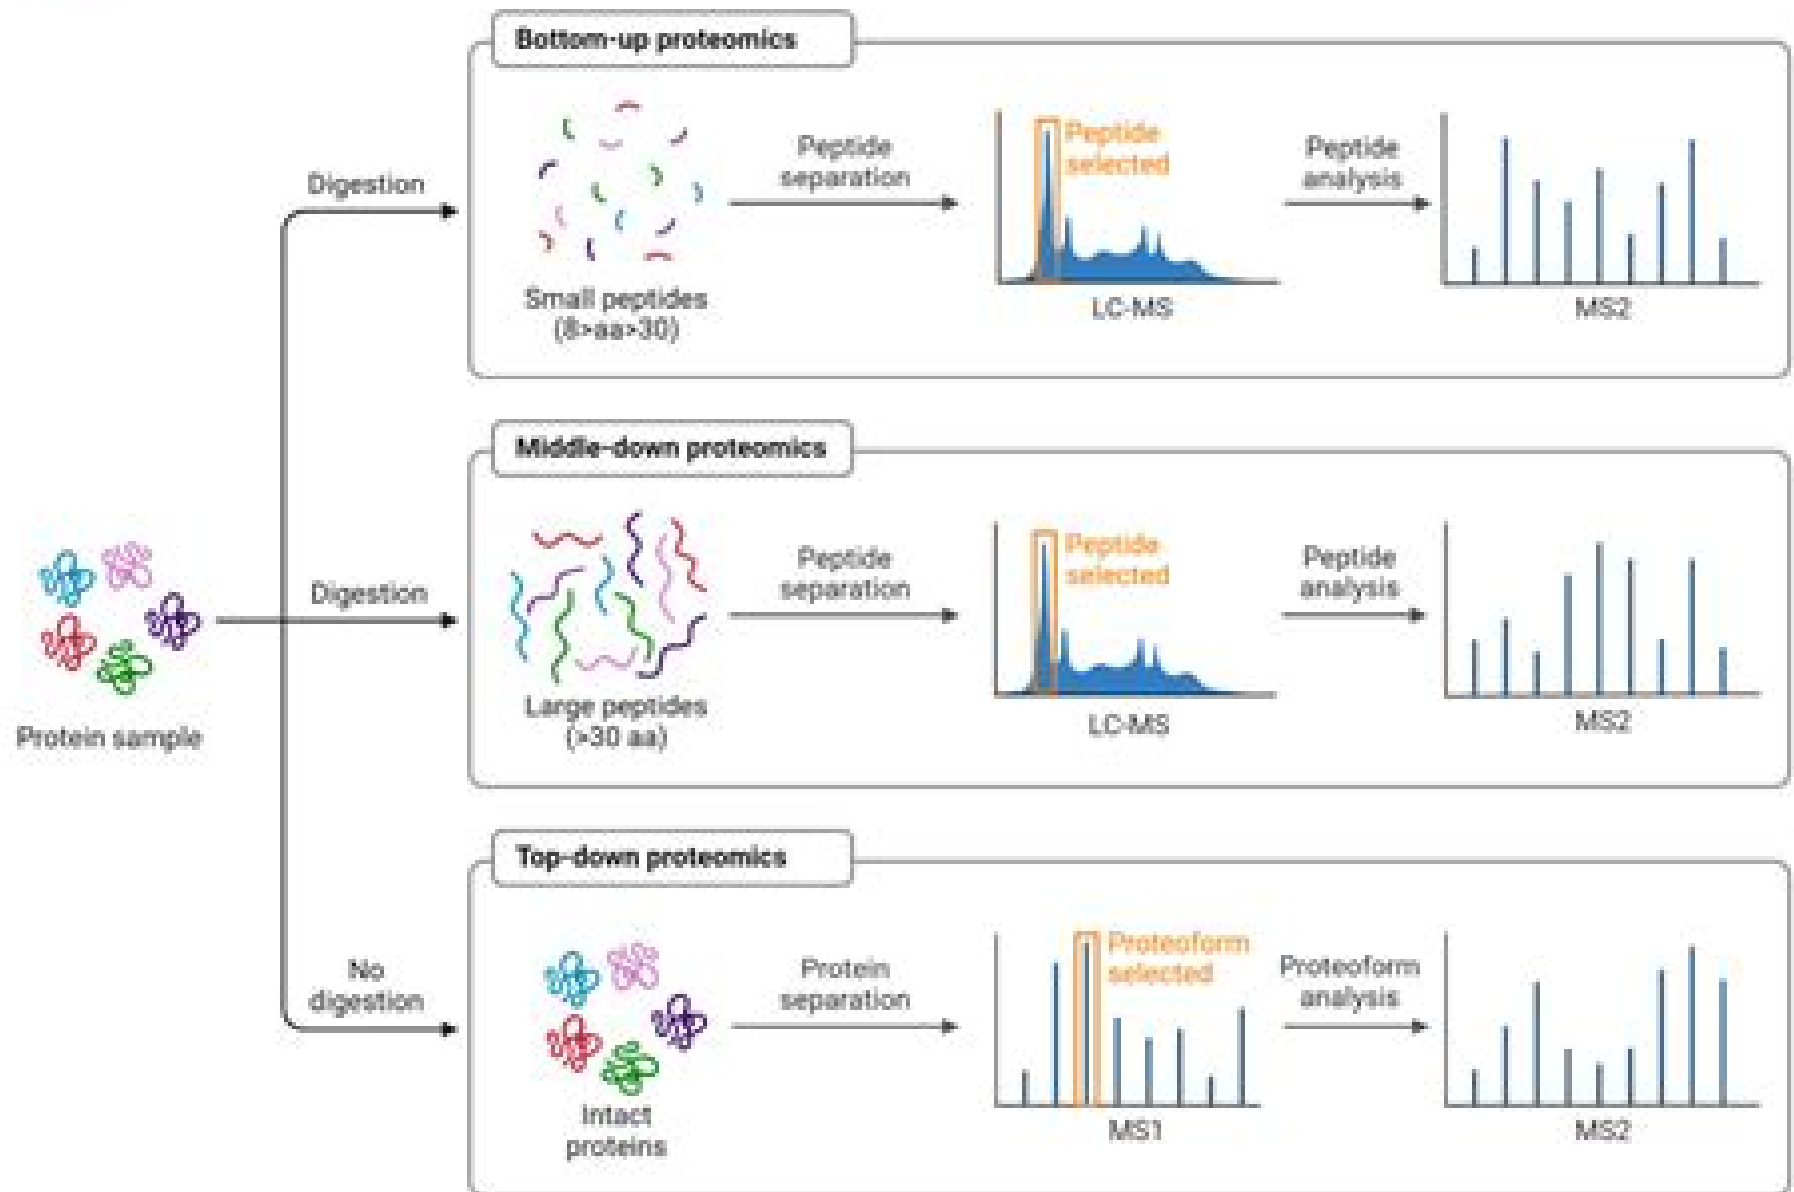 Bottom-up proteomics
Digestion
Small peptides
(8>aa>30)
Peptide
separation
Peptide
selected
LC-MS
Peptide
analysis
MS2
Middle-down proteomics
Protein sample
Digestion
Large peptides
(>30 aa)
Peptide
separation
Peptide
selected
LC-MS
Peptide
analysis
MS2
Top-down proteomics
No
digestion
Intact
proteins
Protein
separation
Proteoform
selected
MS1
Proteoform
analysis
MS2